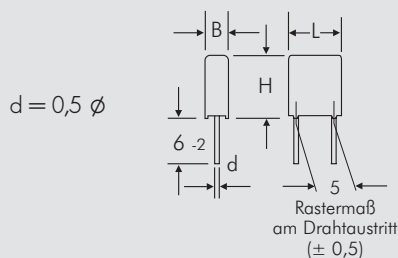 B
L
H
d = 0,5 ϕ
6 -2
d
5
Rastermaß
am Drahtaustritt
(± 0,5)